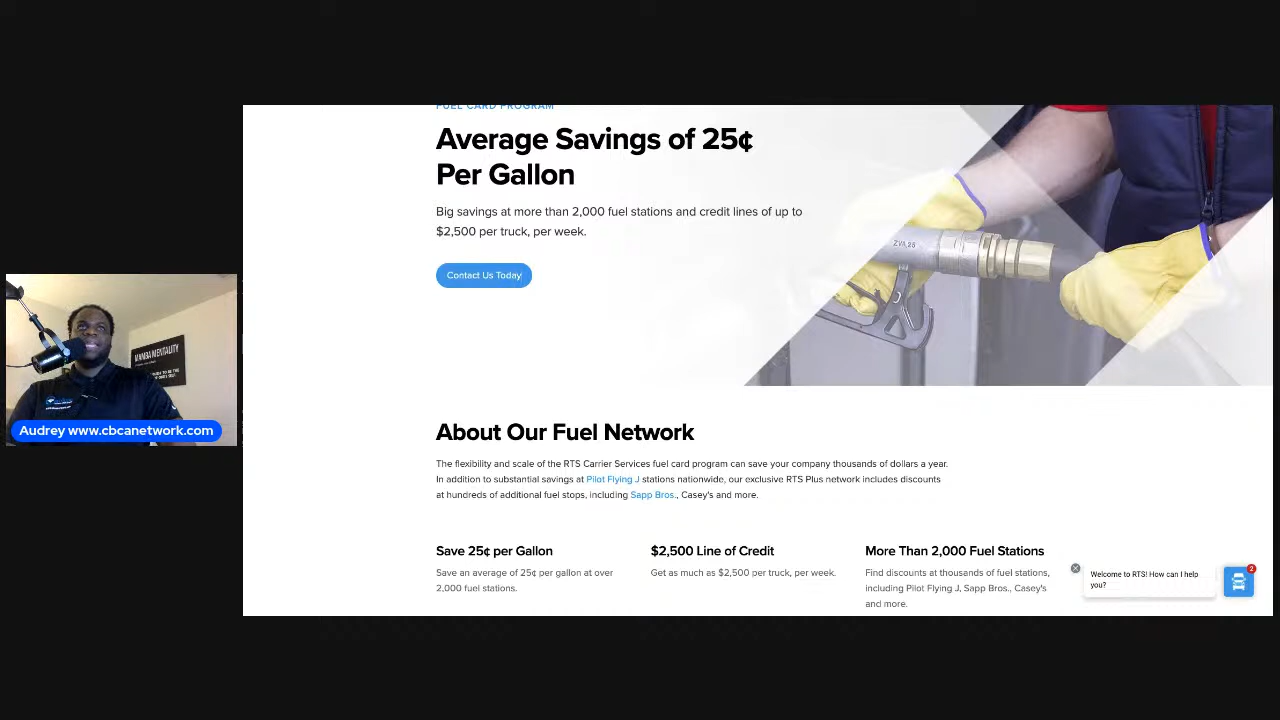 FUEL CARD PROGRAM
Average Savings of 25¢
Per Gallon
Big savings at more than 2,000 fuel stations and credit lines of up to
$2,500 per truck, per week.
Contact Us Today
ZVA 25
MAMBA MENTALITY
Audrey www.cbcanetwork.com
About Our Fuel Network
The flexibility and scale of the RTS Carrier Services fuel card program can save your company thousands of dollars a year.
In addition to substantial savings at Pilot Flying J stations nationwide, our exclusive RTS Plus network includes discounts
at hundreds of additional fuel stops, including Sapp Bros., Casey's and more.
Save 25¢ per Gallon
Save an average of 25¢ per gallon at over
2,000 fuel stations.
$2,500 Line of Credit
Get as much as $2,500 per truck, per week.
More Than 2,000 Fuel Stations
Find discounts at thousands of fuel stations,
including Pilot Flying J, Sapp Bros., Casey's
and more.
Welcome to RTS! How can I help
you?
2